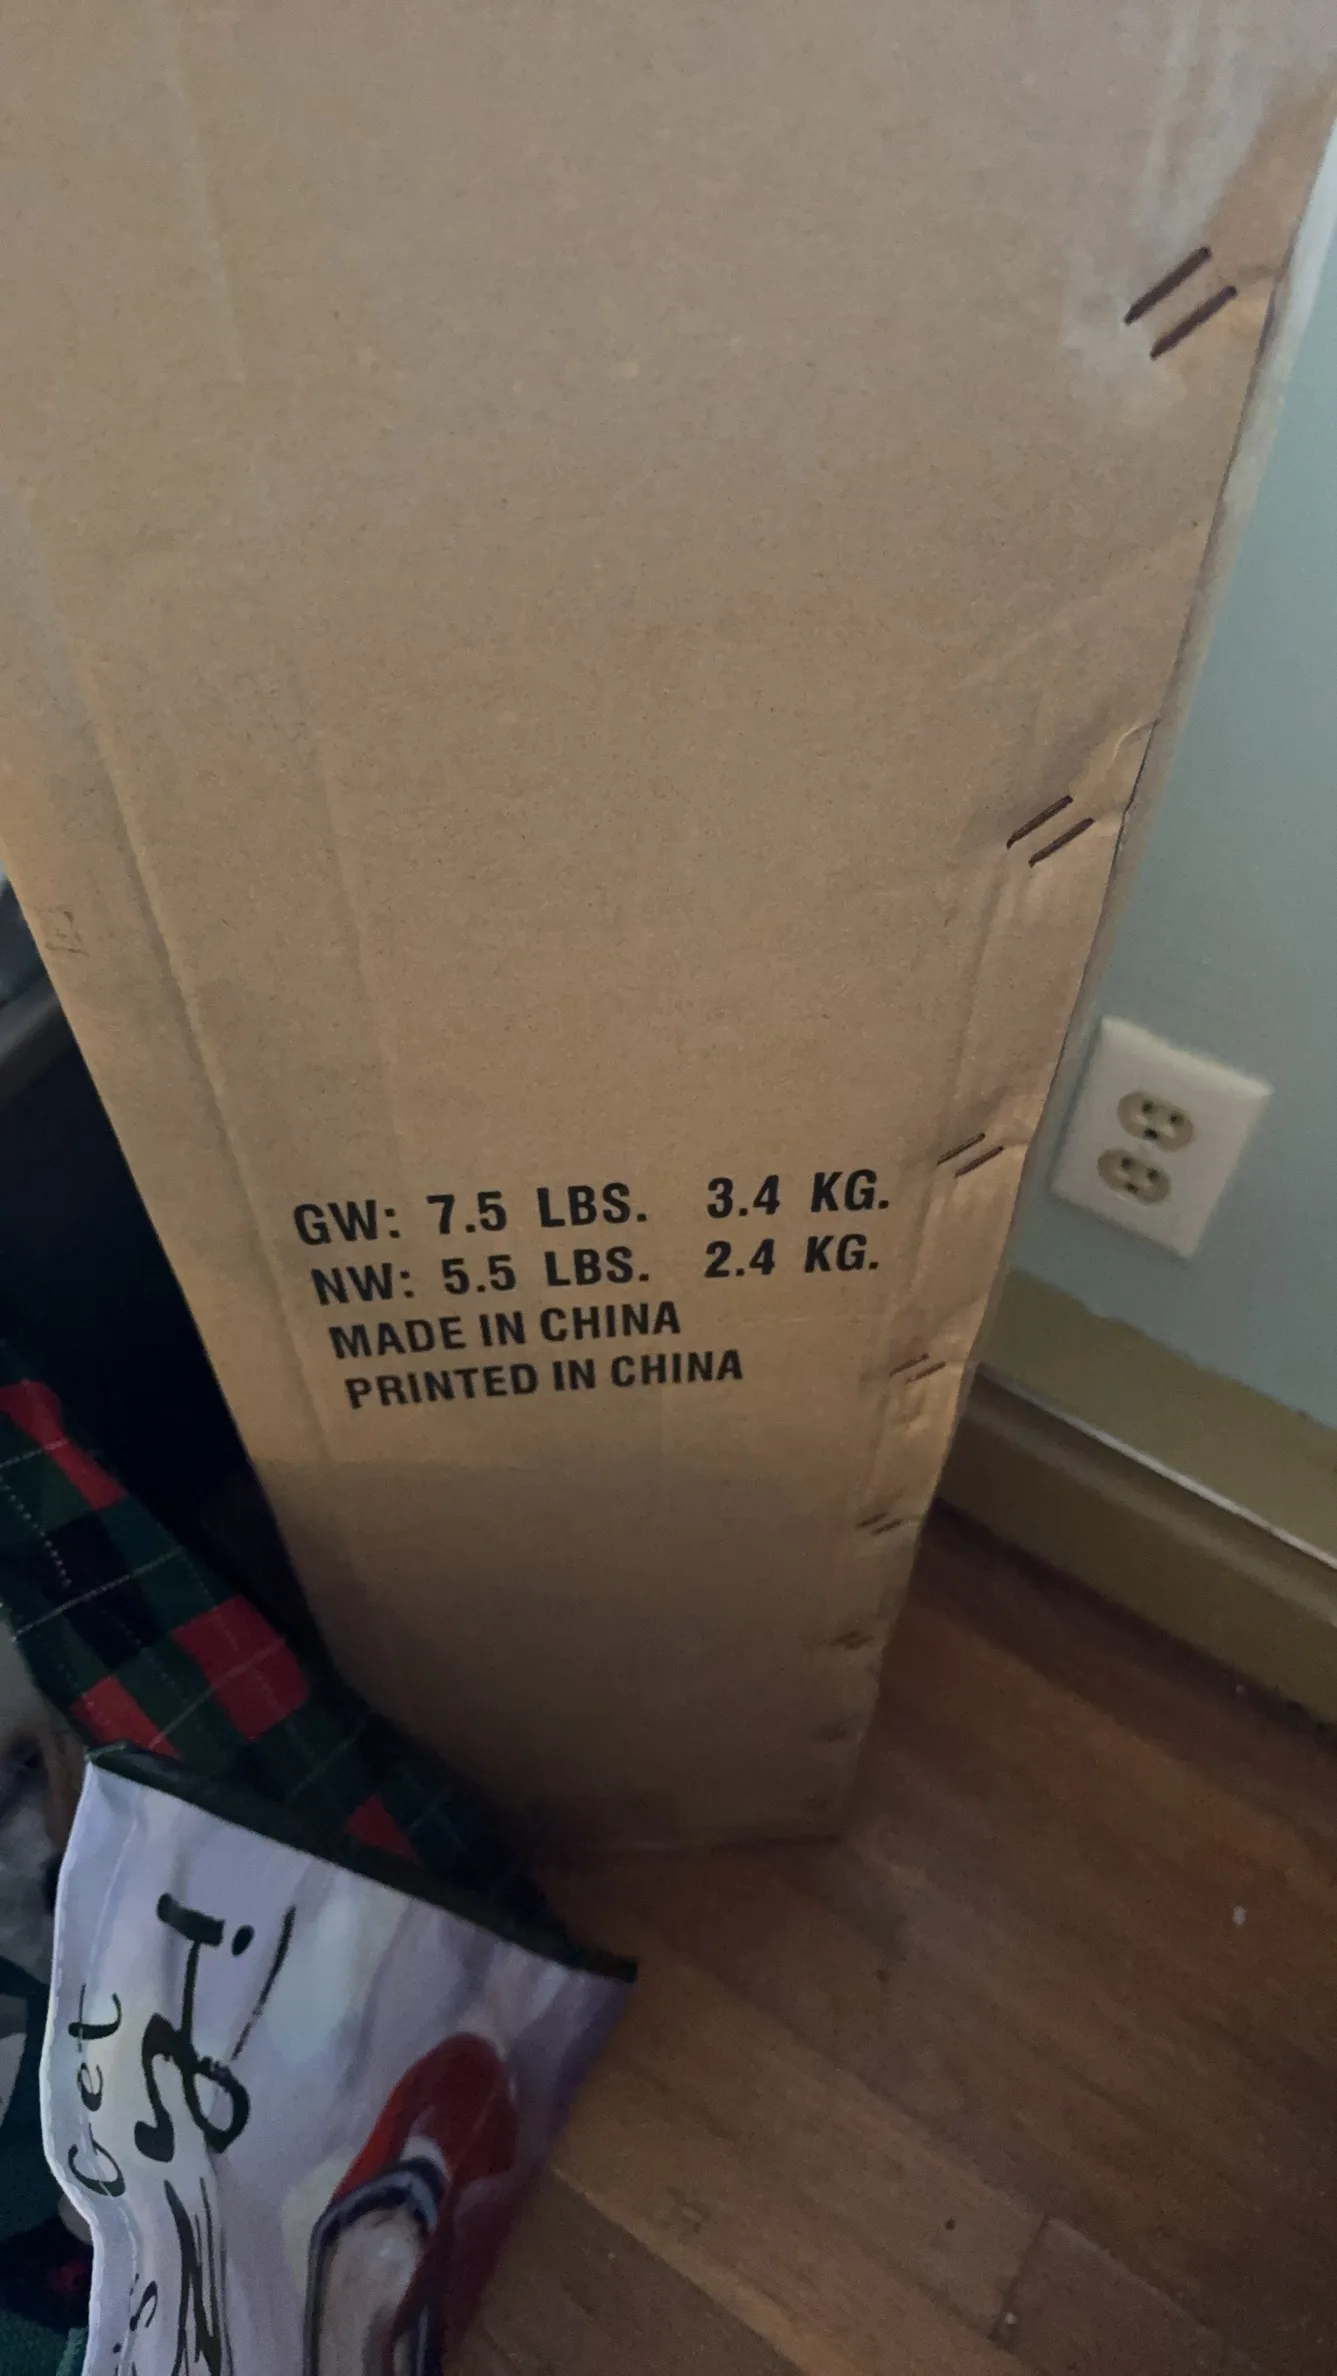 GW: 7.5 LBS. 3.4 KG.
NW: 5.5 LBS. 2.4 KG.
MADE IN CHINA
PRINTED IN CHINA
Get